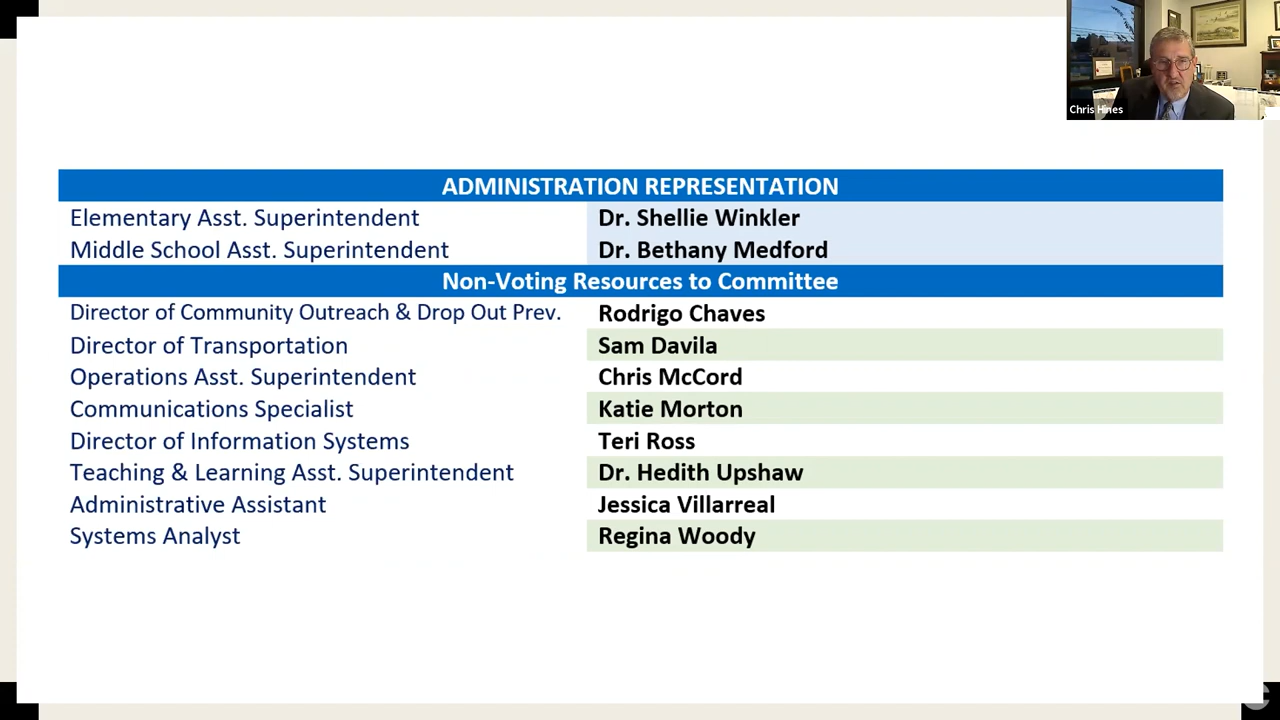 Chris Hines
ADMINISTRATION REPRESENTATION
Elementary Asst. Superintendent Dr. Shellie Winkler
Middle School Asst. Superintendent Dr. Bethany Medford
Non-Voting Resources to Committee
Director of Community Outreach & Drop Out Prev. Rodrigo Chaves
Director of Transportation Sam Davila
Operations Asst. Superintendent Chris McCord
Communications Specialist Katie Morton
Director of Information Systems Teri Ross
Teaching & Learning Asst. Superintendent Dr. Hedith Upshaw
Administrative Assistant Jessica Villarreal
Systems Analyst Regina Woody